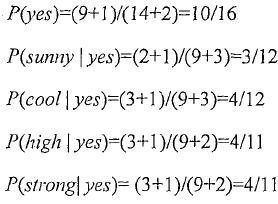 P(yes)=(9+1)/(14+2)=10/16
P(sunny | yes)=(2+1)/(9+3)=3/12
P(cool | yes)=(3+1)/(9+3)=4/12
P(high | yes)=(3+1)/(9+2)=4/11
P(strong| yes)= (3+1)/(9+2)=4/11